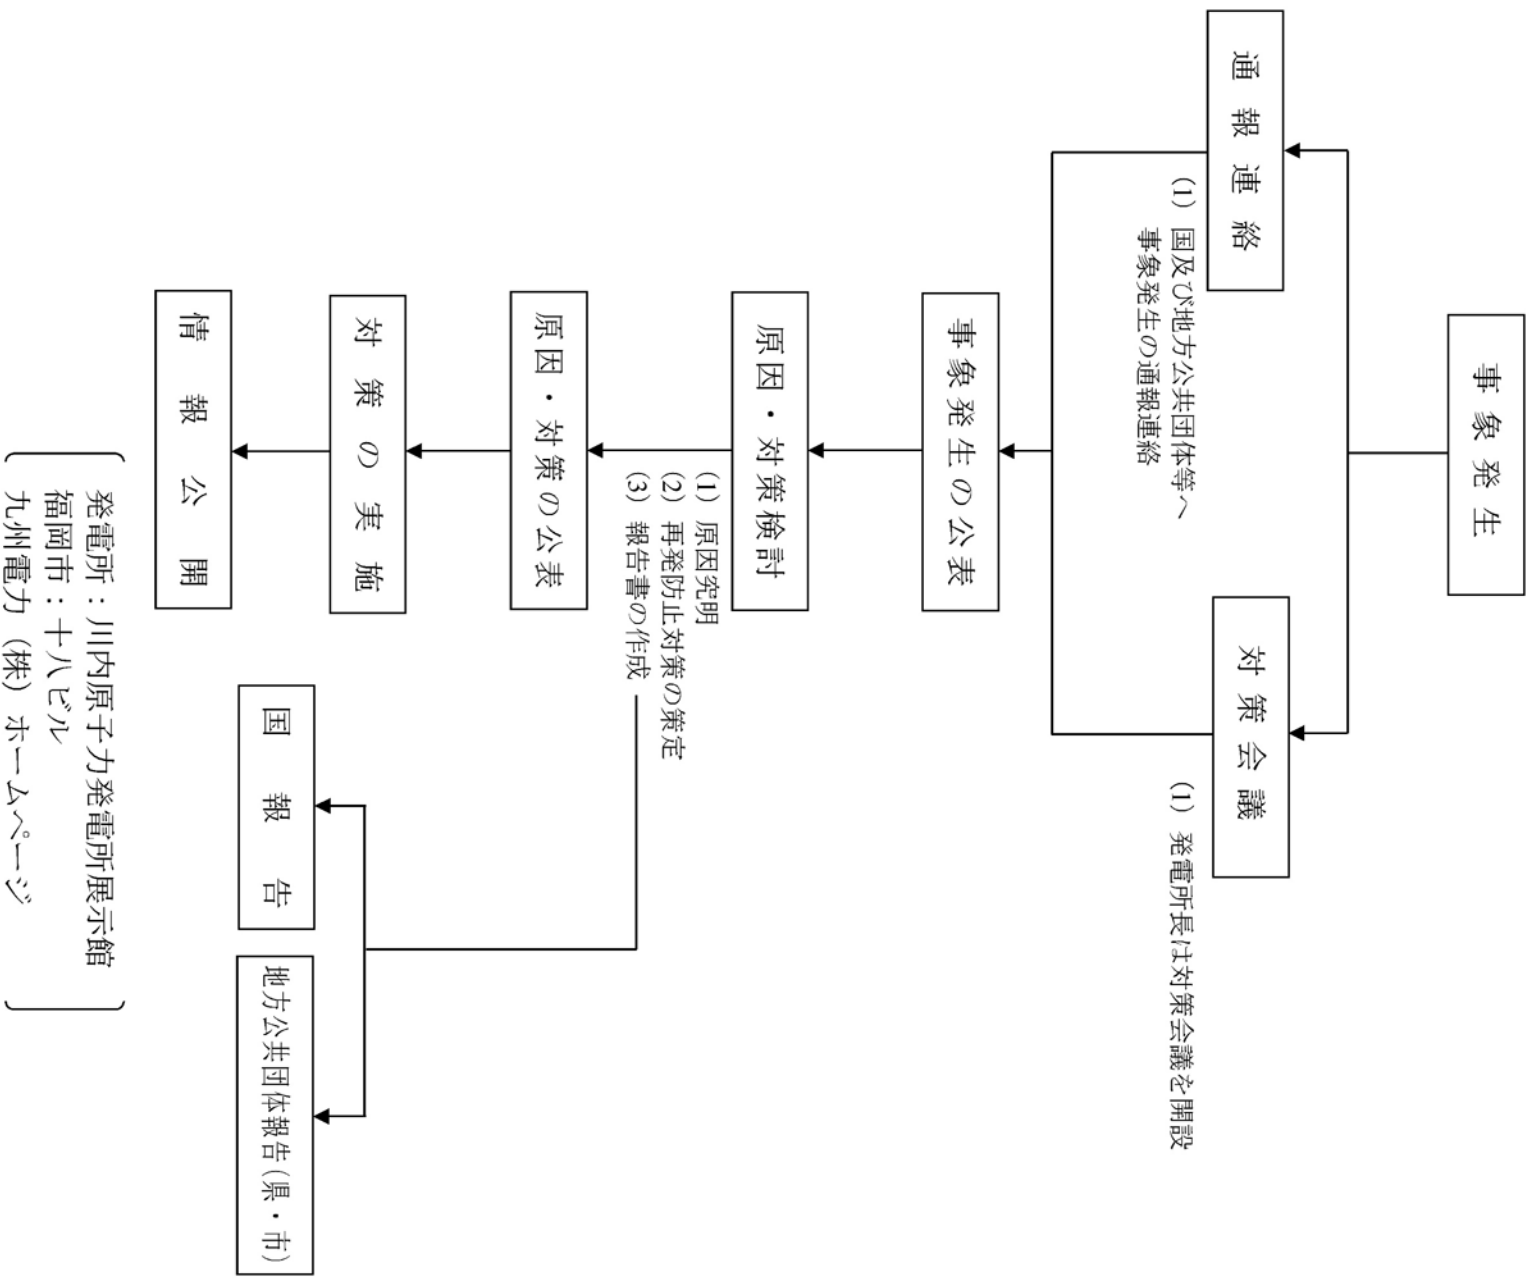 事象発生
通報連絡
(1) 国及び地方公共団体等へ
事象発生の通報連絡
対策会議
(1) 発電所長は対策会議を開設
事象発生の公表
原因・対策検討
(1) 原因究明
(2) 再発防止対策の策定
(3) 報告書の作成
原因・対策の公表
対策の実施
国報告
地方公共団体報告(県・市)
情報公開
発電所：川内原子力発電所展示館
福岡市：十八ビル
九州電力（株）ホームページ